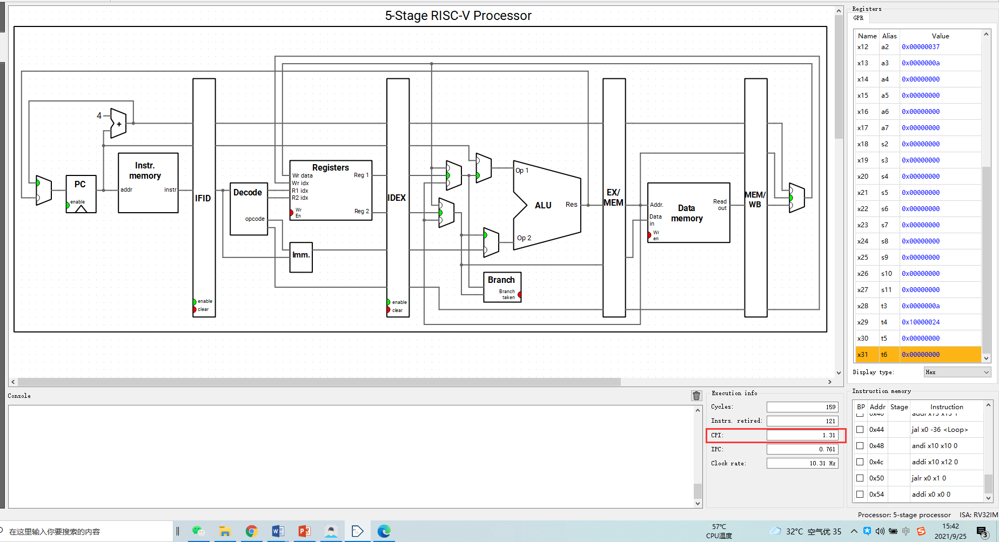 5-Stage RISC-V Processor
4
+
PC
enable
Instr.
memory
addr
instr
IFID
enable
clear
Decode
opcode
Registers
Wr data
Wr idx
R1 idx
R2 idx
Wr
En
Reg 1
Reg 2
Imm.
IDEX
enable
clear
Op 1
ALU
Res
Op 2
Branch
Branch
taken
EX/
MEM
Addr.
Data
in
Wr
en
Data
memory
Read
out
MEM/
WB
Registers
GPR
Name Alias Value
x12 a2 0x00000037
x13 a3 0x0000000a
x14 a4 0x00000000
x15 a5 0x00000000
x16 a6 0x00000000
x17 a7 0x00000000
x18 s2 0x00000000
x19 s3 0x00000000
x20 s4 0x00000000
x21 s5 0x00000000
x22 s6 0x00000000
x23 s7 0x00000000
x24 s8 0x00000000
x25 s9 0x00000000
x26 s10 0x00000000
x27 s11 0x00000000
x28 t3 0x0000000a
x29 t4 0x10000024
x30 t5 0x00000000
x31 t6 0x00000000
Display type: Hex
Console
Execution info
Cycles: 159
Instrs. retired: 121
CPI: 1.31
IPC: 0.761
Clock rate: 10.31 Hz
Instruction memory
BP Addr Stage Instruction
0x40 addi x13 x13 1
0x44 jal x0 -36 <Loop>
0x48 andi x10 x10 0
0x4c addi x10 x12 0
0x50 jalr x0 x1 0
0x54 addi x0 x0 0
Processor: 5-stage processor ISA: RV32IM
在这里输入你要搜索的内容
57°C
CPU温度
32°C 空气优 35
中
15:42
2021/9/25
3